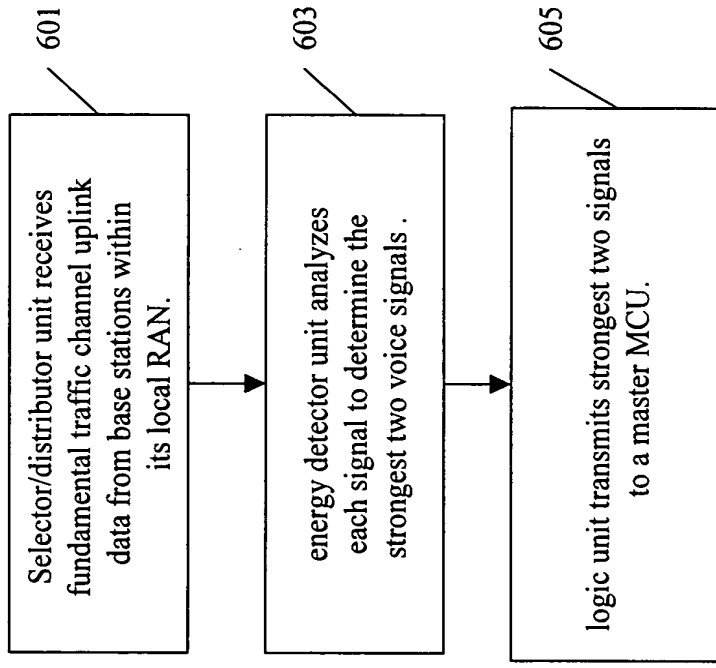 Selector/distributor unit receives
fundamental traffic channel uplink
data from base stations within
its local RAN.
601
energy detector unit analyzes
each signal to determine the
strongest two voice signals .
603
logic unit transmits strongest two signals
to a master MCU.
605